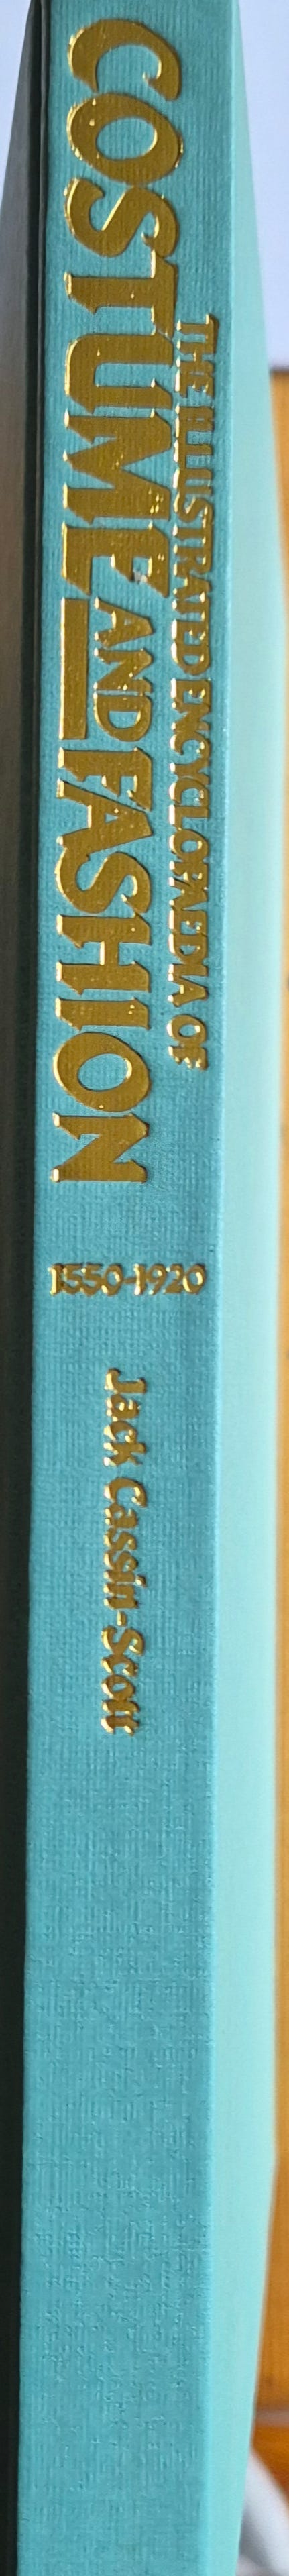 THE ILLUSTRATED ENCYCLOPAEDIA OF
COSTUME AND FASHION
1550-1920
Jack Cassin-Scott